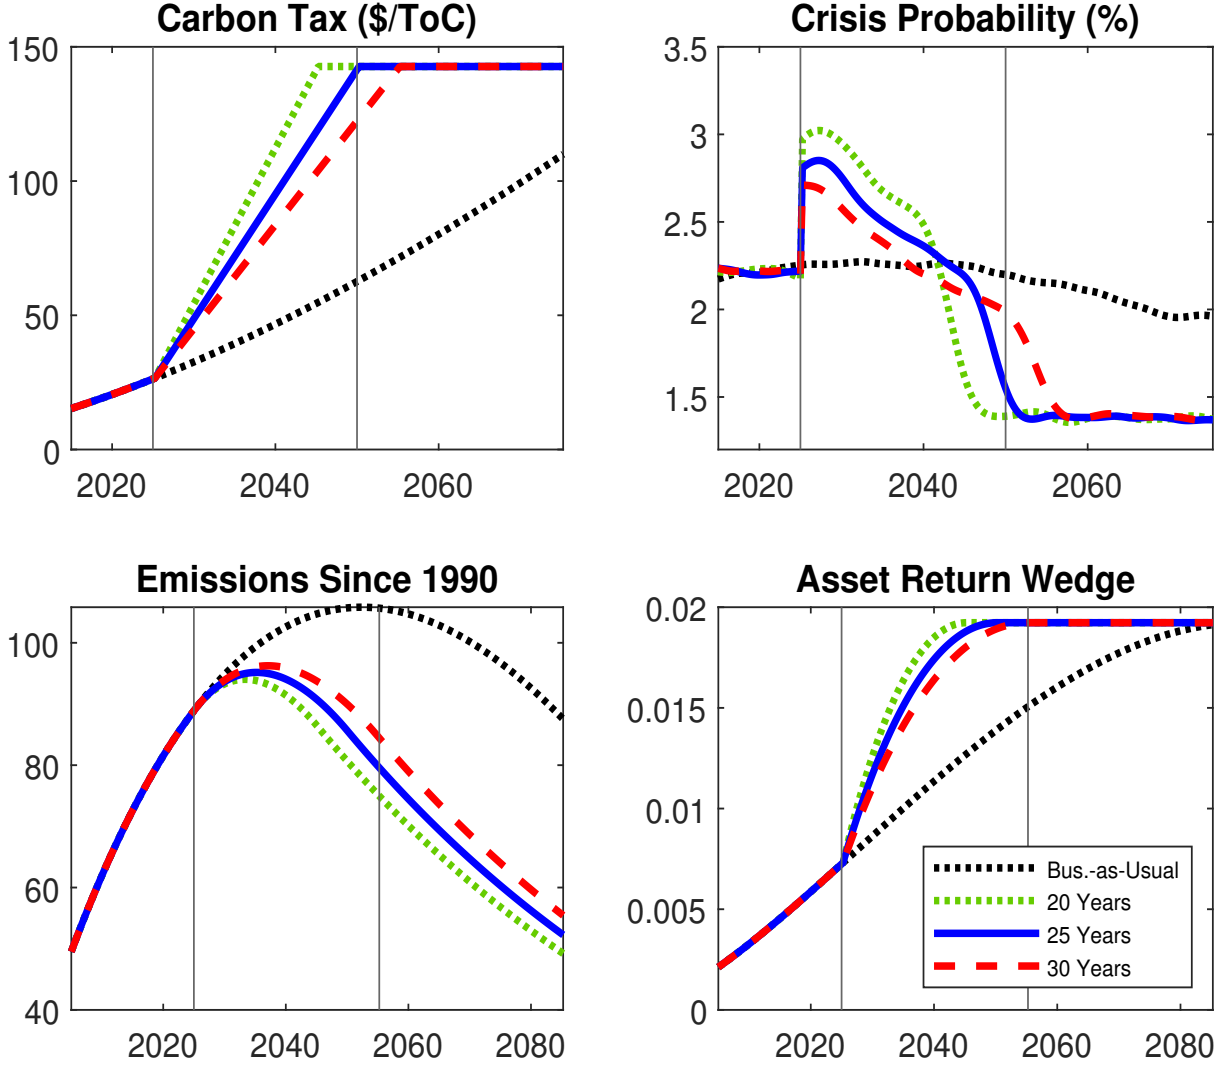 Carbon Tax ($/ToC)
150
100
50
0
2020 2040 2060
Crisis Probability (%)
3.5
3
2.5
2
1.5
2020 2040 2060
Emissions Since 1990
100
80
60
40
2020 2040 2060 2080
Asset Return Wedge
0.02
0.015
0.01
0.005
0
2020 2040 2060 2080
Bus.-as-Usual
20 Years
25 Years
30 Years